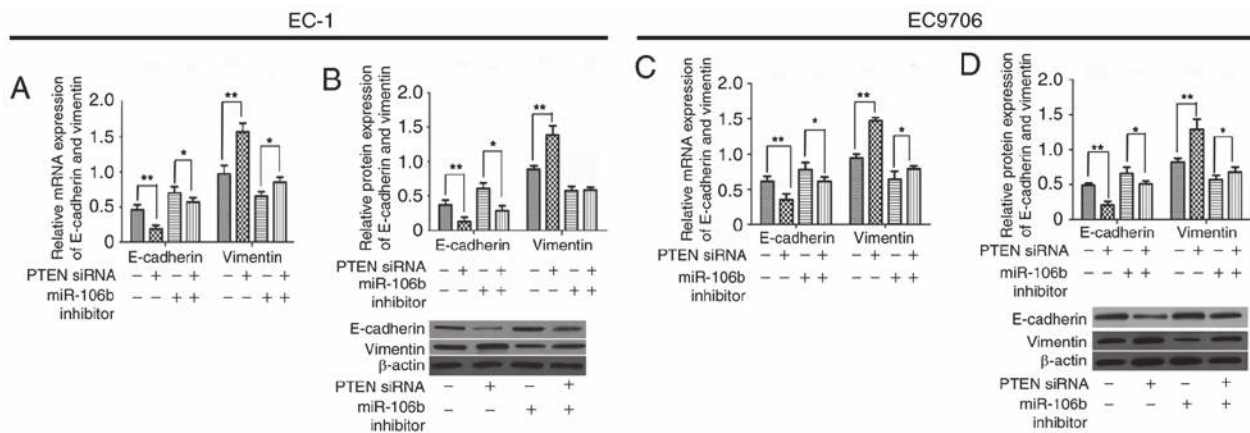 EC-1
EC9706
A
Relative mRNA expression
of E-cadherin and vimentin
2.0
1.5
1.0
0.5
0.0
** * ** *
E-cadherin Vimentin
PTEN siRNA − + − + − + − +
miR-106b − − + + − − + +
inhibitor
B
Relative protein expression
of E-cadherin and vimentin
2.0
1.5
1.0
0.5
0.0
** * **
E-cadherin Vimentin
PTEN siRNA − + − + − + − +
miR-106b − − + + − − + +
inhibitor
E-cadherin
Vimentin
β-actin
PTEN siRNA − + − +
miR-106b − − + +
inhibitor
C
Relative mRNA expression
of E-cadherin and vimentin
2.0
1.5
1.0
0.5
0.0
** * ** *
E-cadherin Vimentin
PTEN siRNA − + − + − + − +
miR-106b − − + + − − + +
inhibitor
D
Relative protein expression
of E-cadherin and vimentin
2.0
1.5
1.0
0.5
0.0
** * ** *
E-cadherin Vimentin
PTEN siRNA − + − + − + − +
miR-106b − − + + − − + +
inhibitor
E-cadherin
Vimentin
β-actin
PTEN siRNA − + − +
miR-106b − − + +
inhibitor